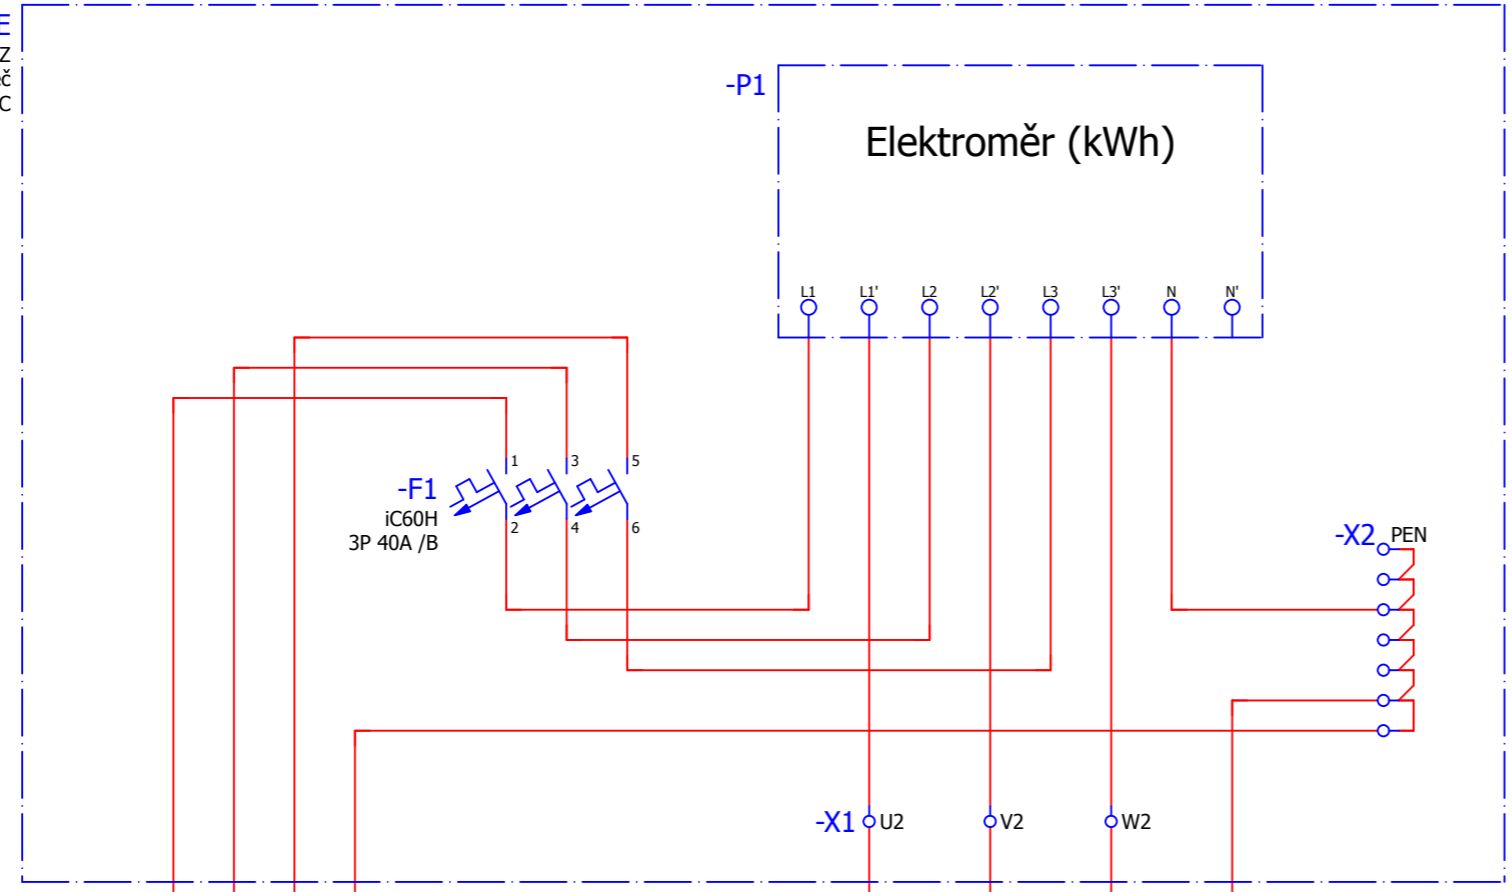 -P1
Elektroměr (kWh)
L1 L1' L2 L2' L3 L3' N N'
1 3 5
-F1
iC60H
3P 40A /B
2 4 6
-X2 PEN
-X1 U2 V2 W2